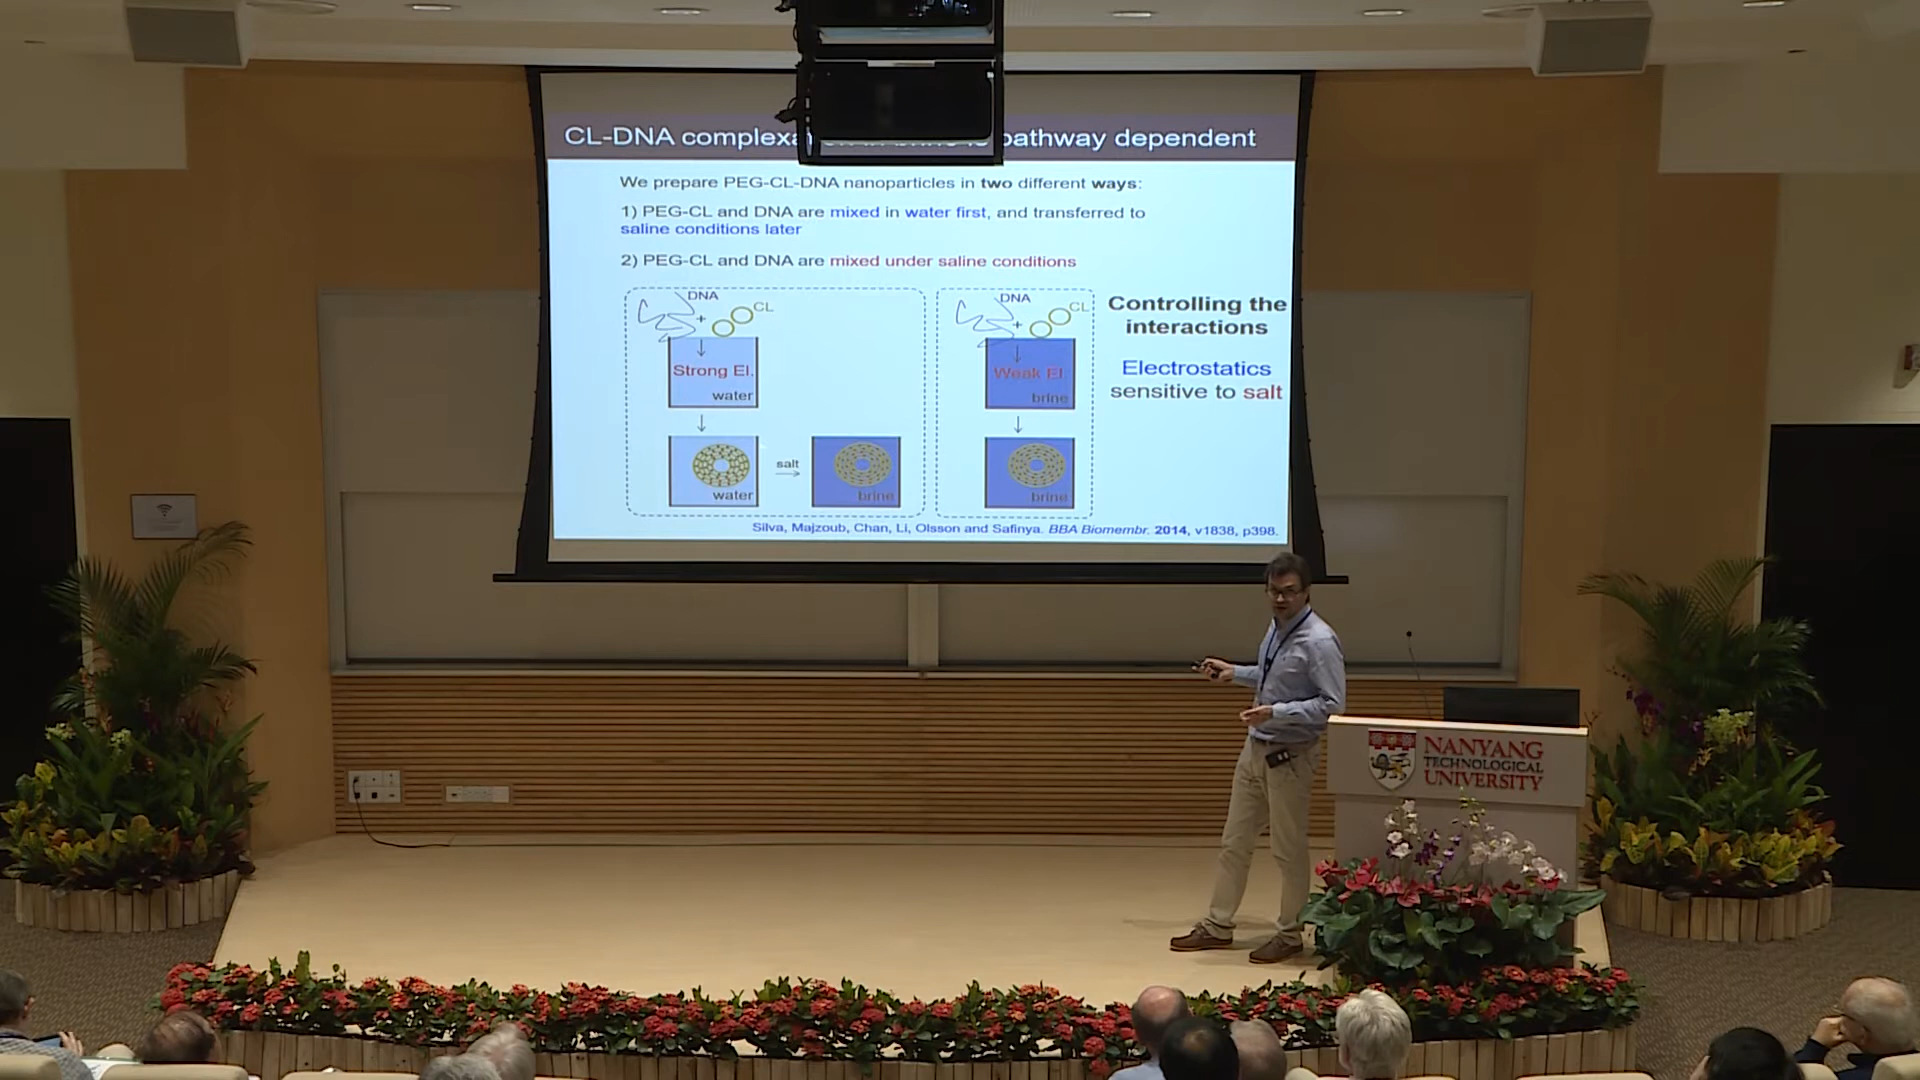 CL-DNA pathway dependent
We prepare PEG-CL-DNA nanoparticles in two different ways:
1) PEG-CL and DNA are mixed in water first, and transferred to
saline conditions later
2) PEG-CL and DNA are mixed under saline conditions
DNA
+
CL
Strong El.
water
water
salt
brine
DNA
+
CL
Weak El.
brine
brine
Controlling the
interactions
Electrostatics
sensitive to salt
Silva, Majzoub, Chan, Li, Olsson and Safinya. BBA Biomembr. 2014, v1838, p398.
NANYANG
TECHNOLOGICAL
UNIVERSITY